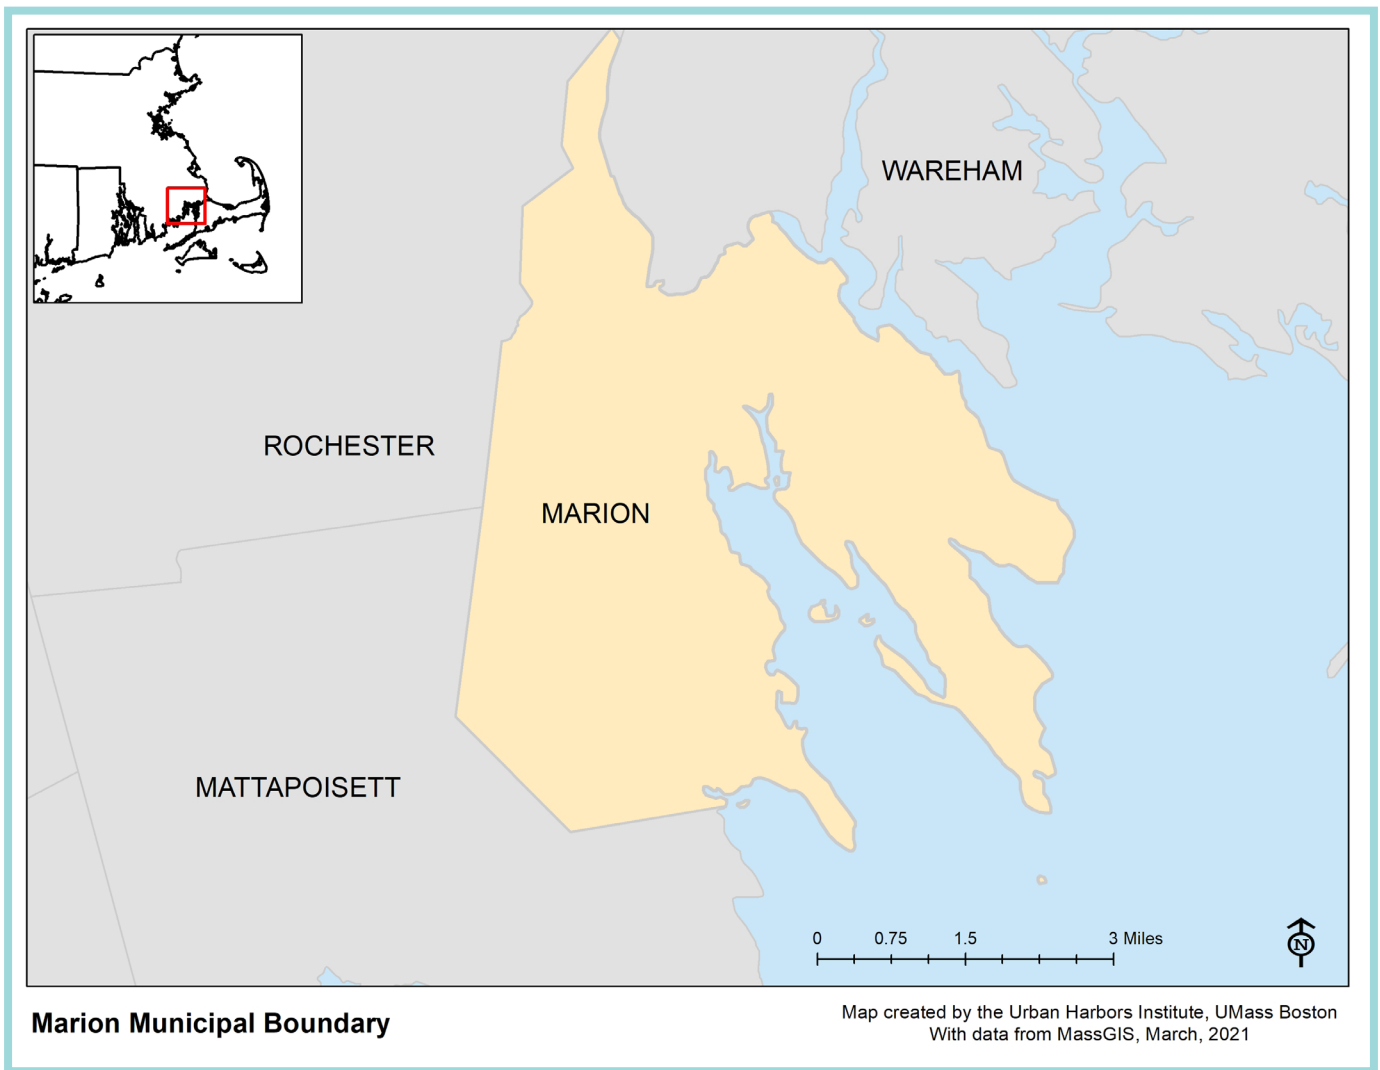 WAREHAM
ROCHESTER
MARION
MATTAPOISETT
0 0.75 1.5 3 Miles
N
Marion Municipal Boundary
Map created by the Urban Harbors Institute, UMass Boston
With data from MassGIS, March, 2021